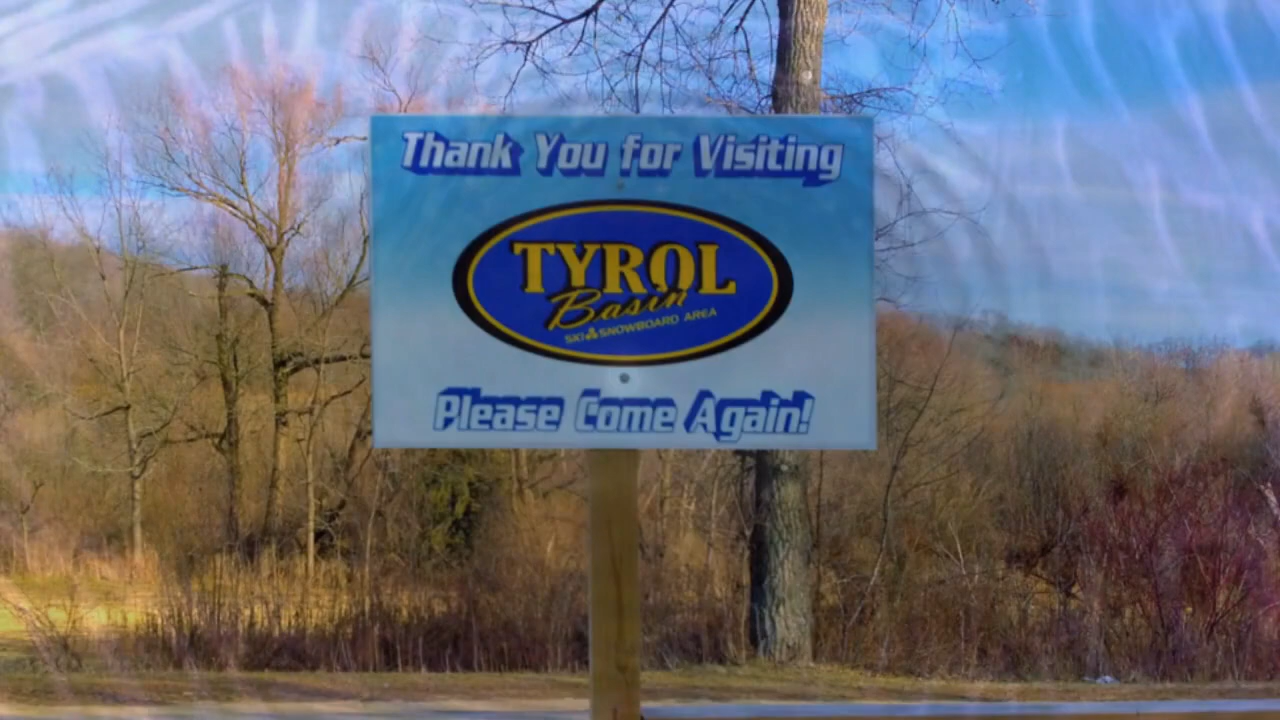 Thank You for Visiting
TYROL
Basin
SKI & SNOWBOARD AREA
Please Come Again!